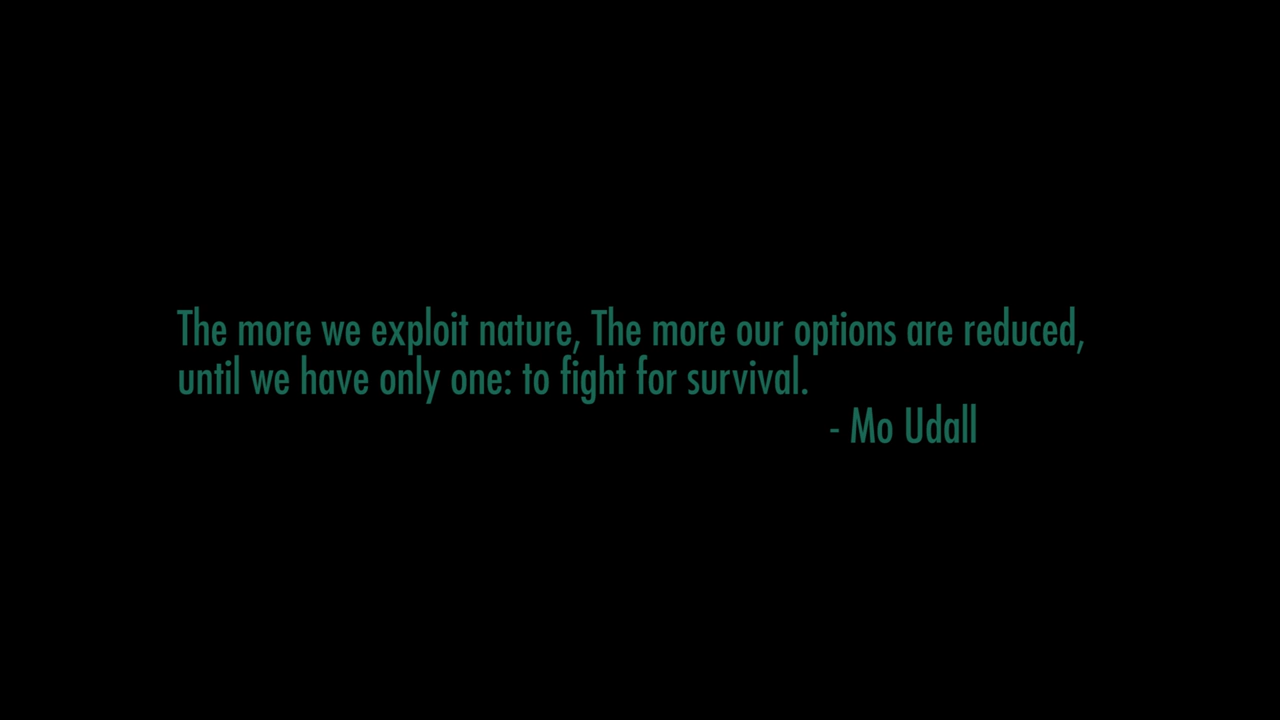 The more we exploit nature, The more our options are reduced,
until we have only one: to fight for survival.
- Mo Udall